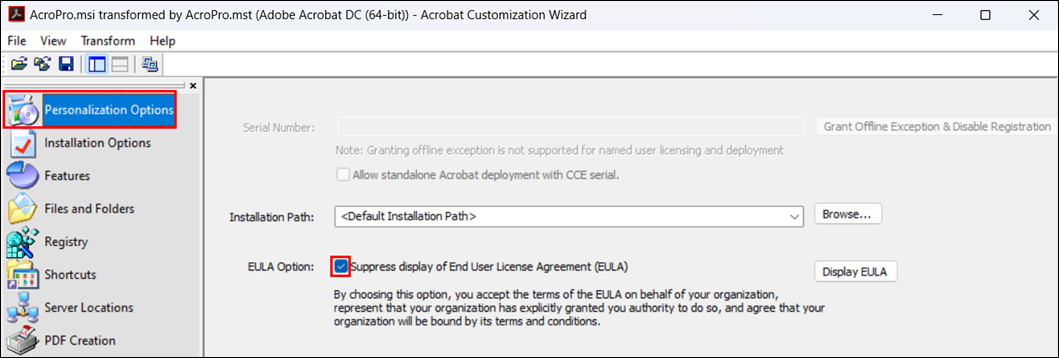 AcroPro.msi transformed by AcroPro.mst (Adobe Acrobat DC (64-bit)) - Acrobat Customization Wizard
File View Transform Help
Personalization Options
Installation Options
Features
Files and Folders
Registry
Shortcuts
Server Locations
PDF Creation
Serial Number:
Grant Offline Exception & Disable Registration
Note: Granting offline exception is not supported for named user licensing and deployment
Allow standalone Acrobat deployment with CCE serial.
Installation Path: <Default Installation Path> Browse...
EULA Option: Suppress display of End User License Agreement (EULA) Display EULA
By choosing this option, you accept the terms of the EULA on behalf of your organization,
represent that your organization has explicitly granted you authority to do so, and agree that your
organization will be bound by its terms and conditions.